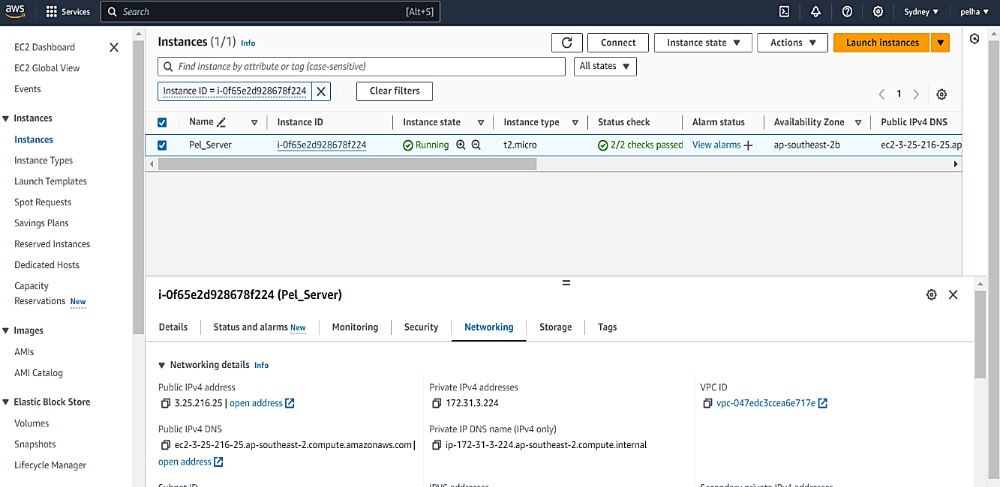 aws Services Search [Alt+S] Sydney ▼ pelha ▼
EC2 Dashboard
EC2 Global View
Events
Instances
Instances
Instance Types
Launch Templates
Spot Requests
Savings Plans
Reserved Instances
Dedicated Hosts
Capacity
Reservations New
Images
AMIs
AMI Catalog
Elastic Block Store
Volumes
Snapshots
Lifecycle Manager
Instances (1/1) Info Connect Instance state ▼ Actions ▼ Launch instances ▼
Find Instance by attribute or tag (case-sensitive) All states ▼
Instance ID = i-0f65e2d928678f224 Clear filters 1
Name Instance ID Instance state Instance type Status check Alarm status Availability Zone Public IPv4 DNS
Pel_Server i-0f65e2d928678f224 Running t2.micro 2/2 checks passed View alarms + ap-southeast-2b ec2-3-25-216-25.ap
i-0f65e2d928678f224 (Pel_Server)
Details Status and alarms New Monitoring Security Networking Storage Tags
Networking details Info
Public IPv4 address Private IPv4 addresses VPC ID
3.25.216.25 | open address 172.31.3.224 vpc-047edc3ccea6e717e
Public IPv4 DNS Private IP DNS name (IPv4 only)
ec2-3-25-216-25.ap-southeast-2.compute.amazonaws.com | ip-172-31-3-224.ap-southeast-2.compute.internal
open address
Subnet ID IPV6 addresses Secondary private IPv4 addresses